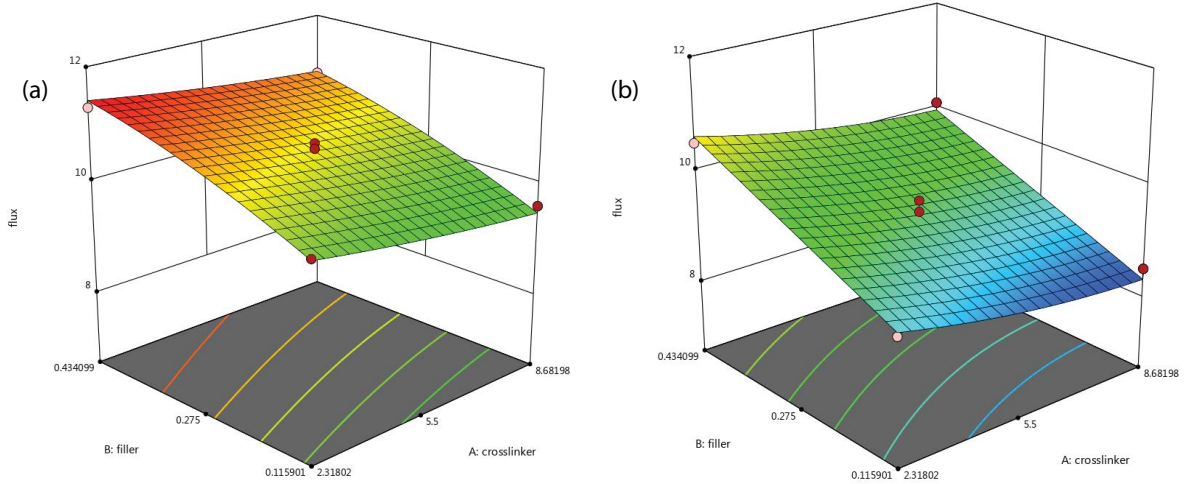 (a)
12
10
8
flux
0.434099
0.275
0.115901
B: filler
2.31802
5.5
8.68198
A: crosslinker
(b)
12
10
8
flux
0.434099
0.275
0.115901
B: filler
2.31802
5.5
8.68198
A: crosslinker